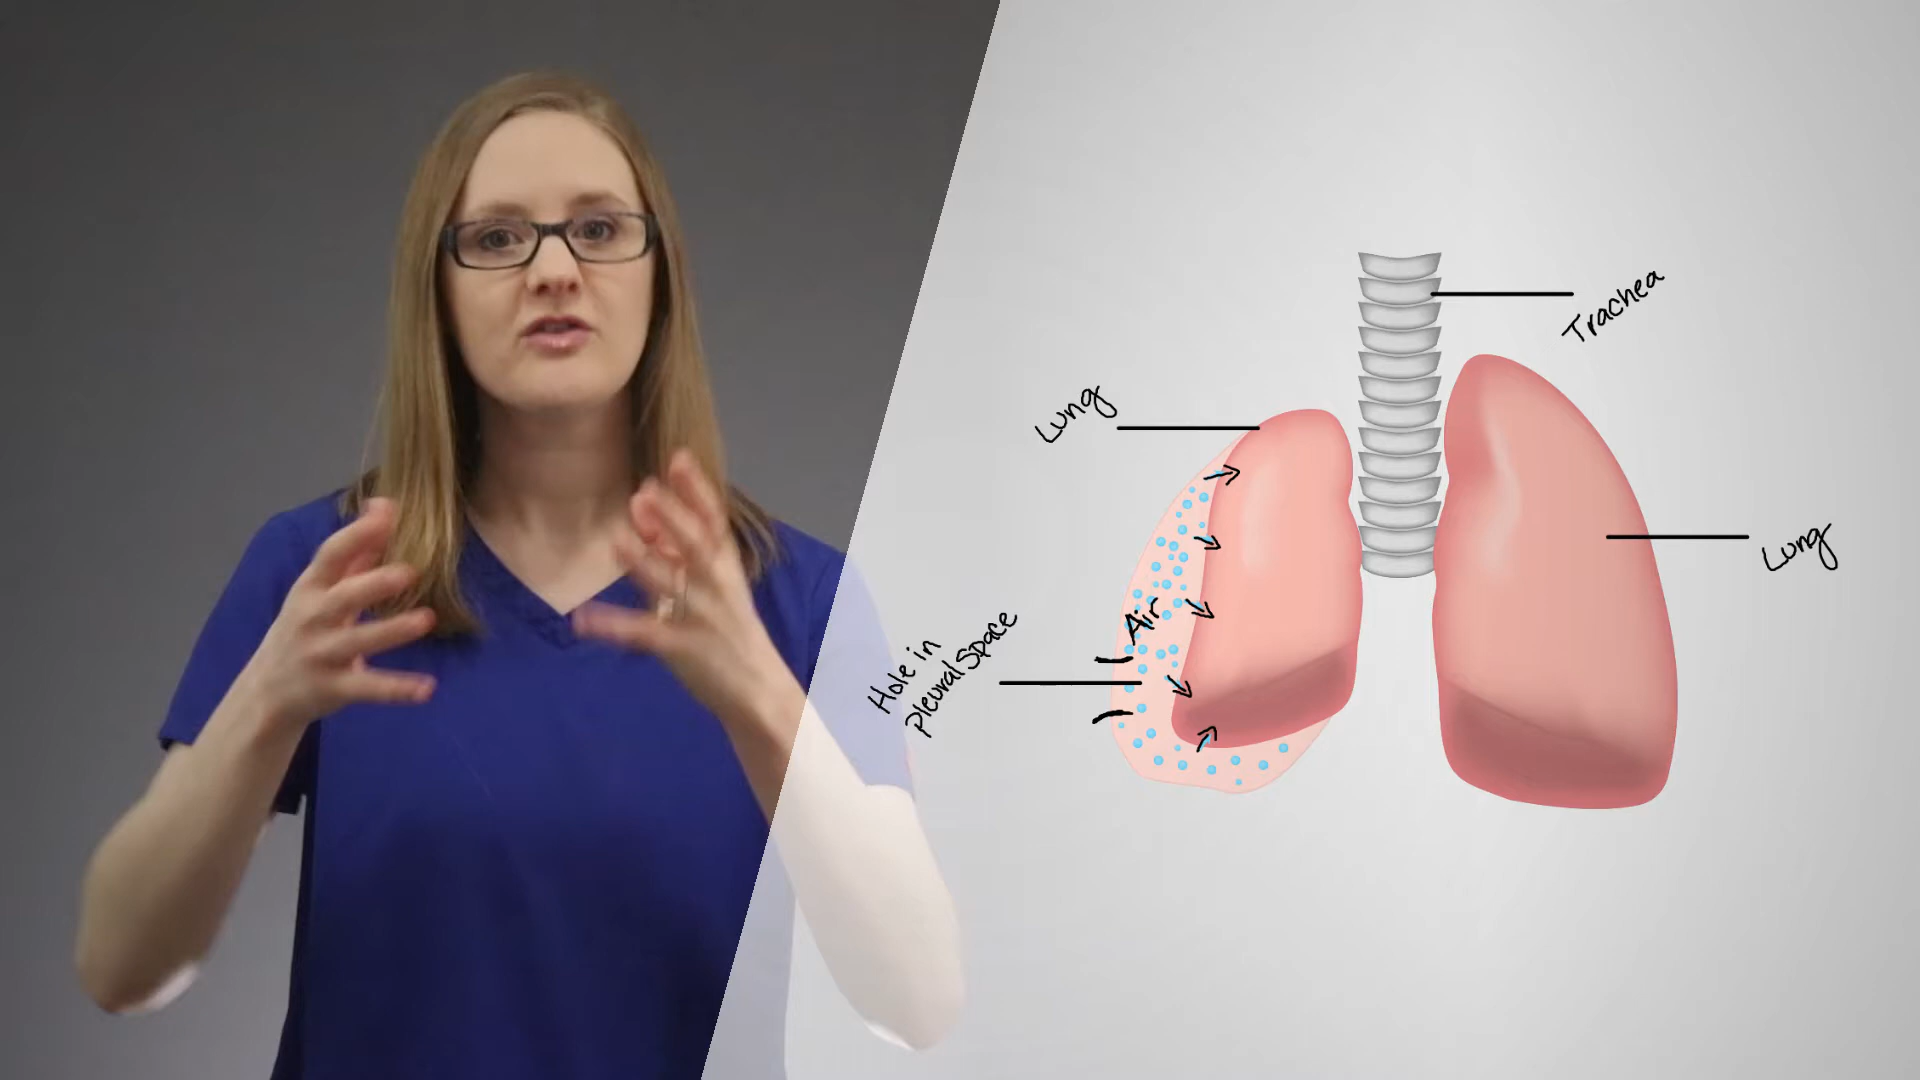 Trachea
Lung
Lung
Air
Hole in
Pleural Space